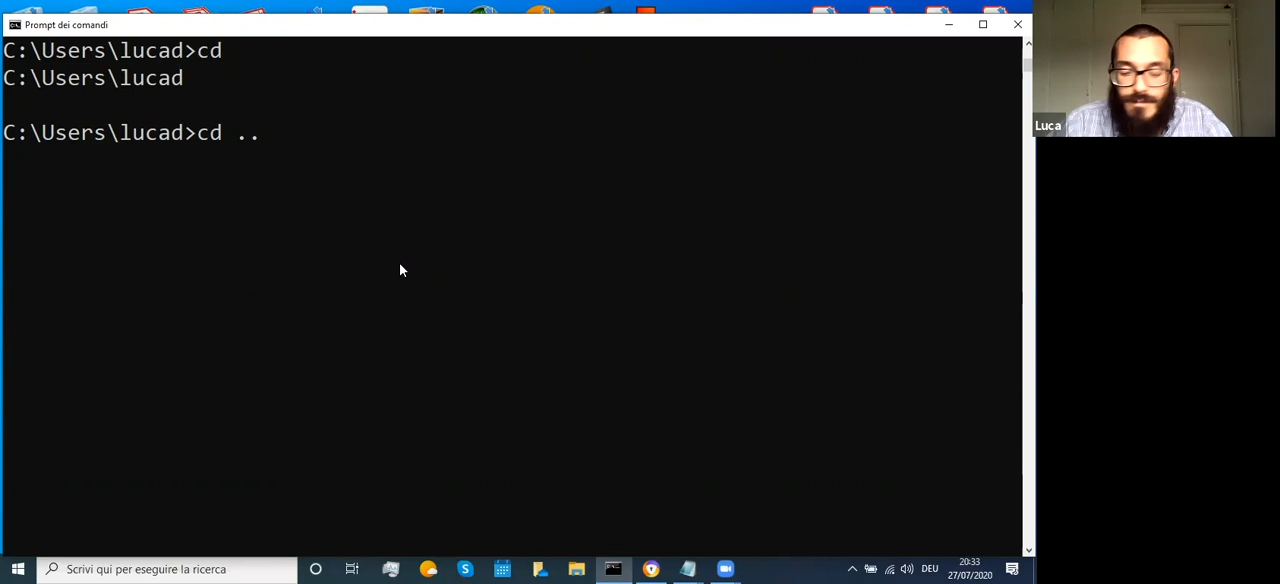 Prompt dei comandi
C:\Users\lucad>cd
C:\Users\lucad
C:\Users\lucad>cd ..
Luca
Scrivi qui per eseguire la ricerca
DEU
20:33
27/07/2020